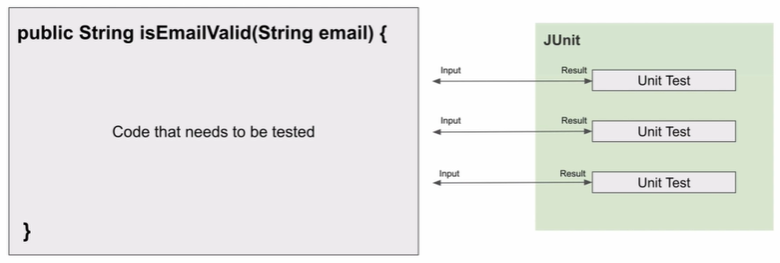 public String isEmailValid(String email) {
Code that needs to be tested
}
JUnit
Input
Result
Unit Test
Input
Result
Unit Test
Input
Result
Unit Test